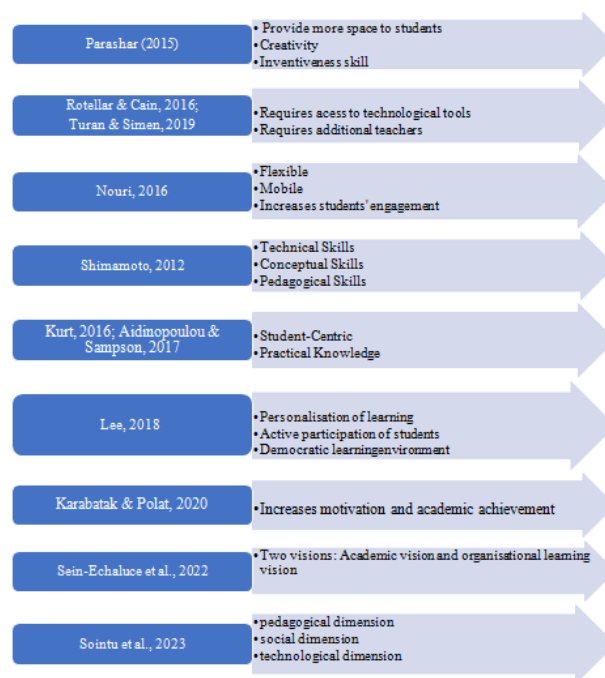 Parashar (2015)
• Provide more space to students
• Creativity
• Inventiveness skill
Rotellar & Cain, 2016;
Turan & Simen, 2019
• Requires acess to technological tools
• Requires additional teachers
Nouri, 2016
• Flexible
• Mobile
• Increases students' engagement
Shimamoto, 2012
• Technical Skills
• Conceptual Skills
• Pedagogical Skills
Kurt, 2016; Aidinopoulou &
Sampson, 2017
• Student-Centric
• Practical Knowledge
Lee, 2018
• Personalisation of learning
• Active participation of students
• Democratic learningenvironment
Karabatak & Polat, 2020
• Increases motivation and academic achievement
Sein-Echaluce et al., 2022
• Two visions: Academic vision and organisational learning
vision
Sointu et al., 2023
• pedagogical dimension
• social dimension
• technological dimension